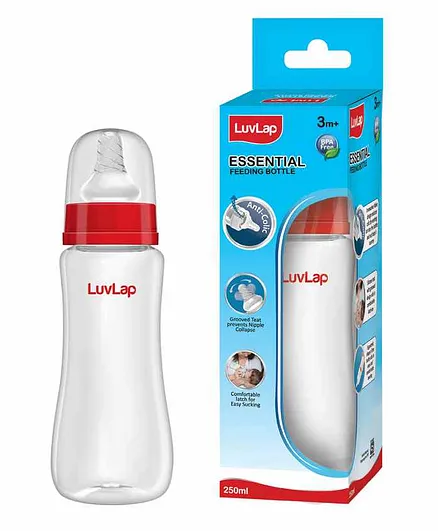 LuvLap
LuvLap
3m+
BPA
Free
ESSENTIAL
FEEDING BOTTLE
Anti-Colic
LuvLap
Grooved Teat
prevents Nipple
Collapse
Comfortable
latch for
Easy Sucking
250ml